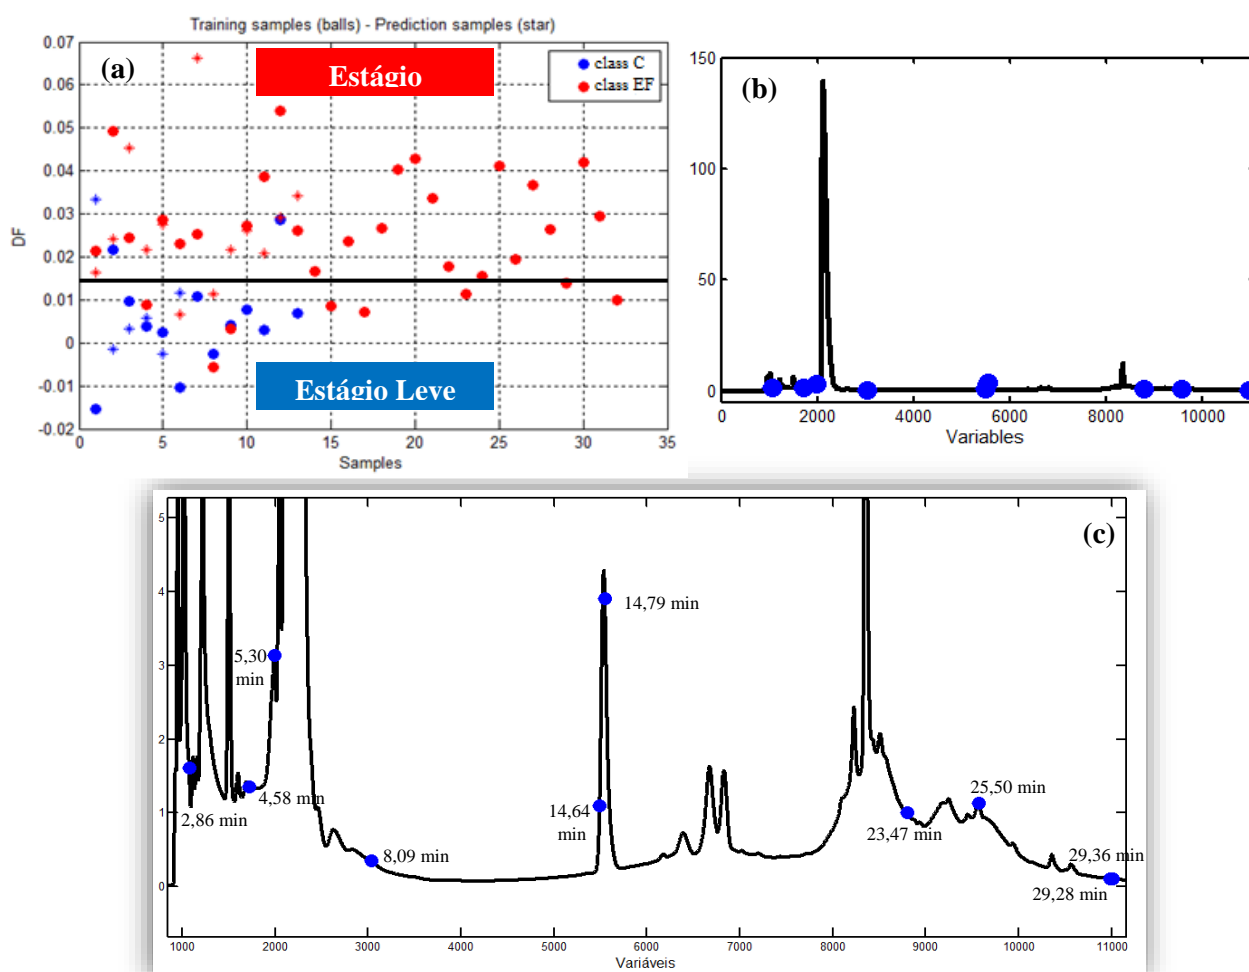 Training samples (balls) - Prediction samples (star)
(a)
Estágio
class C
class EF
Estágio Leve
0.07
0.06
0.05
0.04
0.03
0.02
0.01
0
-0.01
-0.02
DF
0 5 10 15 20 25 30 35
Samples
(b)
150
100
50
0
0 2000 4000 6000 8000 10000
Variables
(c)
5
4
3
2
1
0
5,30
min
14,79 min
2,86 min
4,58 min
8,09 min
14,64
min
23,47 min
25,50 min
29,36 min
29,28 min
1000 2000 3000 4000 5000 6000 7000 8000 9000 10000 11000
Variáveis